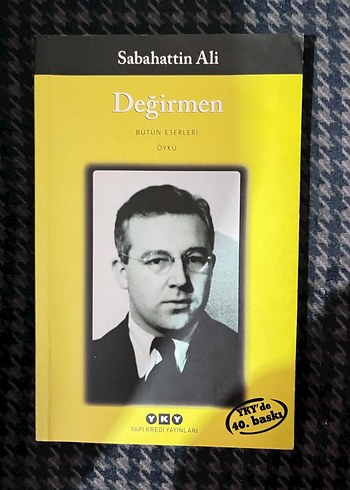 Sabahattin Ali
Değirmen
BÜTÜN ESERLERİ
ÖYKÜ
YKY'de
40. baskı
YKY
YAPI KREDİ YAYINLARI